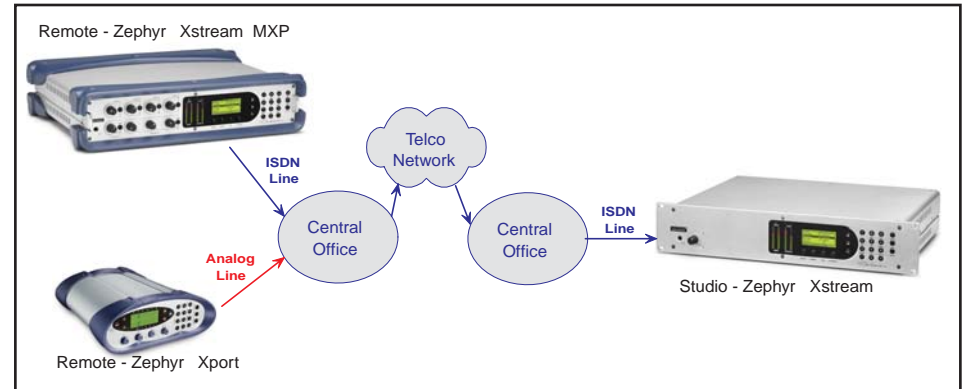 Remote - Zephyr Xstream MXP
Telco
Network
ISDN
Line
Central
Office
Central
Office
ISDN
Line
Analog
Line
Studio - Zephyr Xstream
Remote - Zephyr Xport